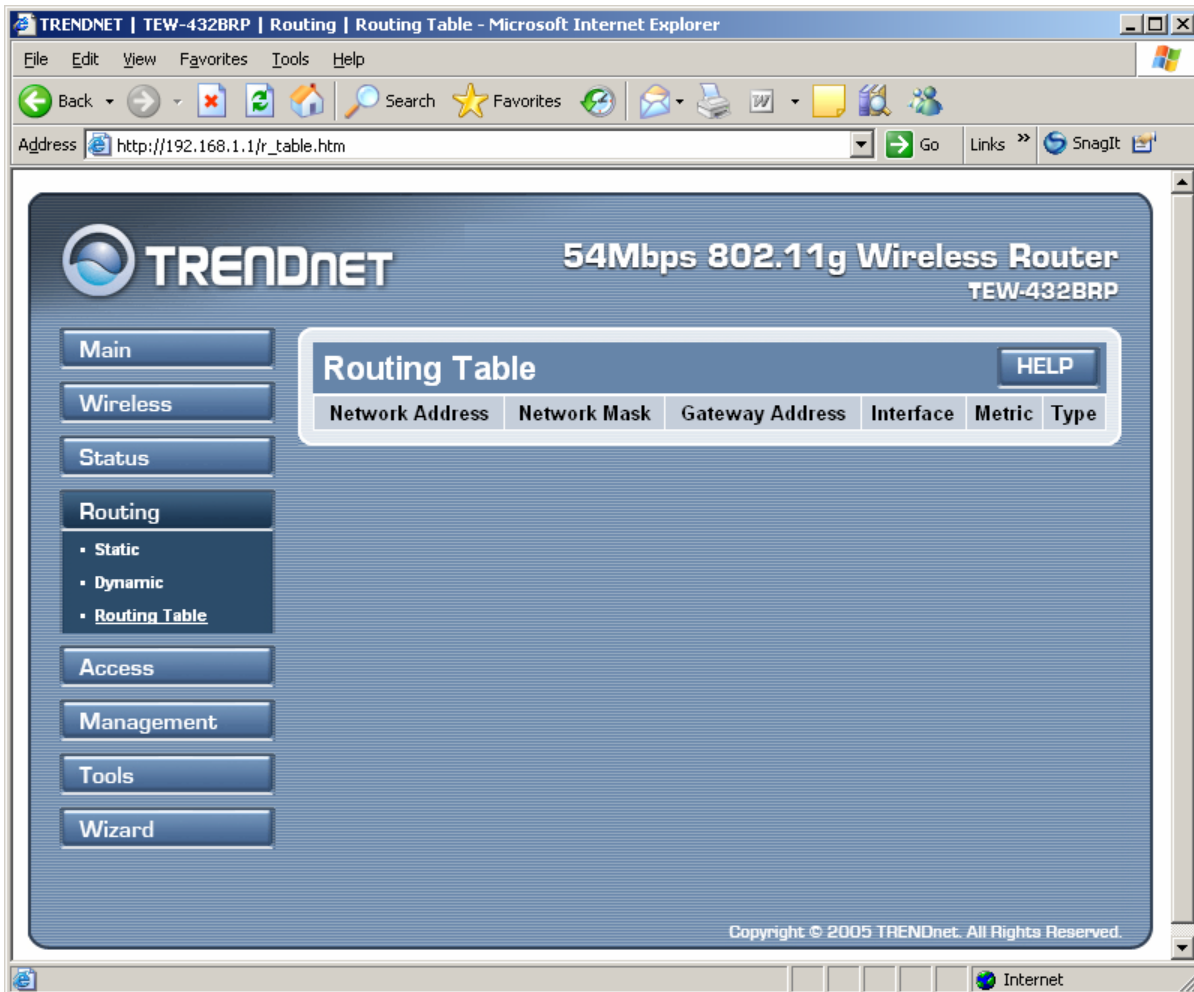 TRENDNET | TEW-432BRP | Routing | Routing Table - Microsoft Internet Explorer
File Edit View Favorites Tools Help
Back Search Favorites
Address http://192.168.1.1/r_table.htm Go Links » SnagIt
TRENDNET 54Mbps 802.11g Wireless Router
TEW-432BRP
Main
Routing Table HELP
Wireless
Network Address Network Mask Gateway Address Interface Metric Type
Status
Routing
Static
Dynamic
Routing Table
Access
Management
Tools
Wizard
Copyright © 2005 TRENDnet. All Rights Reserved.
Internet